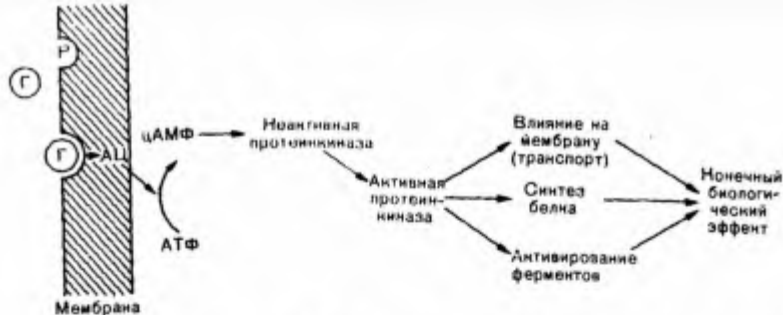 Р
Г
Г
АЦ
цАМФ
АТФ
Мембрана
Неактивная
протеинкиназа
Активная
протеин-
киназа
Влияние на
мембрану
(транспорт)
Синтез
белка
Активирование
ферментов
Конечный
биологи-
ческий
эффект